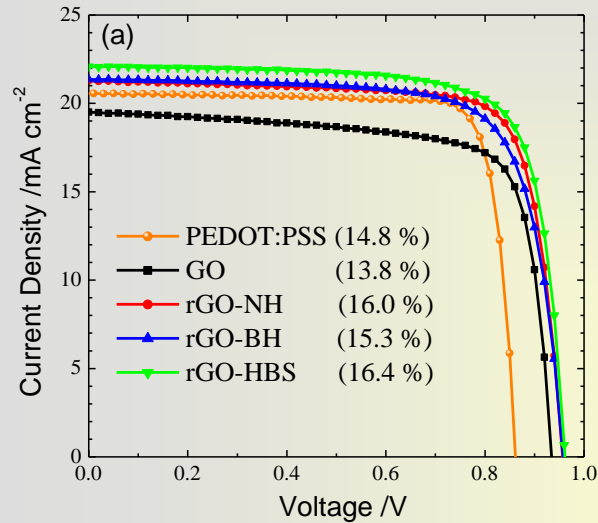 (a)
25
20
15
10
5
0
Current Density /mA cm⁻²
PEDOT:PSS (14.8 %)
GO (13.8 %)
rGO-NH (16.0 %)
rGO-BH (15.3 %)
rGO-HBS (16.4 %)
0.0 0.2 0.4 0.6 0.8 1.0
Voltage /V